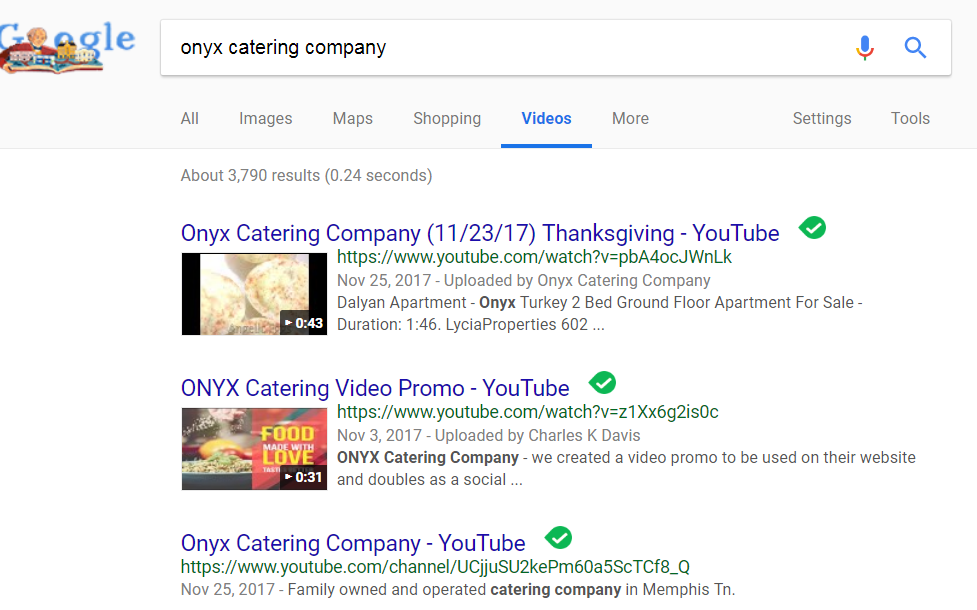 Google
onyx catering company
All Images Maps Shopping Videos More Settings Tools
About 3,790 results (0.24 seconds)
Onyx Catering Company (11/23/17) Thanksgiving - YouTube
https://www.youtube.com/watch?v=pbA4ocJWnLk
Nov 25, 2017 - Uploaded by Onyx Catering Company
Dalyan Apartment - Onyx Turkey 2 Bed Ground Floor Apartment For Sale -
0:43
Duration: 1:46. LyciaProperties 602 ...
ONYX Catering Video Promo - YouTube
https://www.youtube.com/watch?v=z1Xx6g2is0c
Nov 3, 2017 - Uploaded by Charles K Davis
FOOD
MADE WITH
LOVE
0:31
ONYX Catering Company - we created a video promo to be used on their website
and doubles as a social ...
Onyx Catering Company - YouTube
https://www.youtube.com/channel/UCjjuSU2kePm60a5ScTCf8_Q
Nov 25, 2017 - Family owned and operated catering company in Memphis Tn.